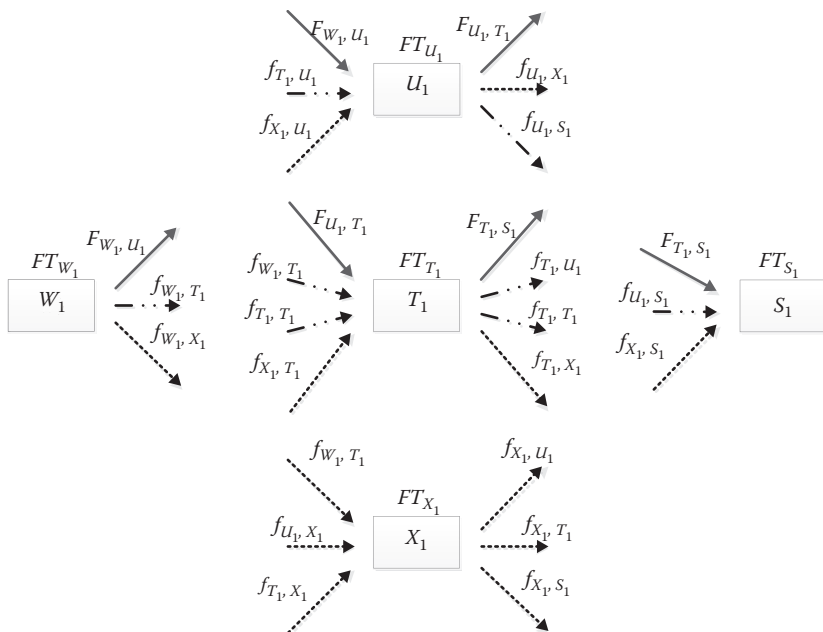 F_{W_1, U_1}
F_{U_1, T_1}
FT_{U_1}
f_{T_1, U_1}
U_1
f_{U_1, X_1}
f_{X_1, U_1}
f_{U_1, S_1}
F_{W_1, U_1}
FT_{W_1}
W_1
f_{W_1, T_1}
f_{W_1, X_1}
F_{U_1, T_1}
F_{T_1, S_1}
f_{W_1, T_1}
FT_{T_1}
f_{T_1, U_1}
T_1
f_{T_1, T_1}
f_{T_1, T_1}
f_{X_1, T_1}
f_{T_1, X_1}
F_{T_1, S_1}
FT_{S_1}
f_{U_1, S_1}
S_1
f_{X_1, S_1}
f_{W_1, T_1}
f_{X_1, U_1}
FT_{X_1}
f_{U_1, X_1}
X_1
f_{X_1, T_1}
f_{T_1, X_1}
f_{X_1, S_1}